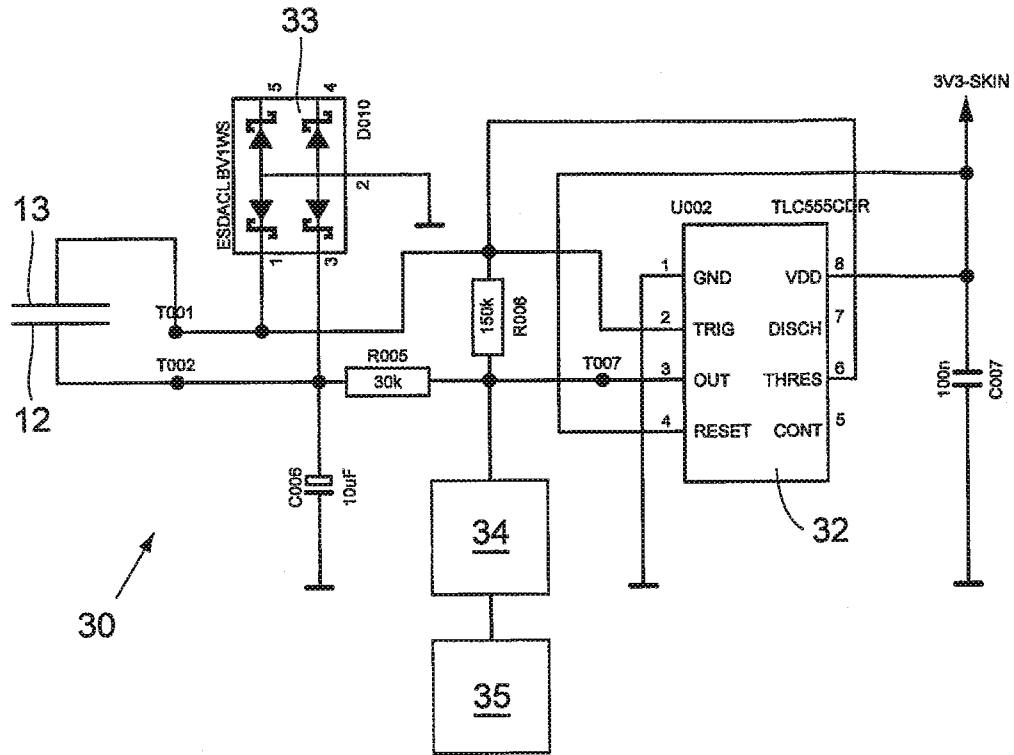 33
5
4
D010
ESDACLBV1WS
2
1
3
3V3-SKIN
U002
TLC555CDR
13
12
T001
T002
R005
30k
150k
R006
T007
1
GND
VDD
8
2
TRIG
DISCH
7
3
OUT
THRES
6
4
RESET
CONT
5
100n
C007
C006
10uF
32
34
35
30